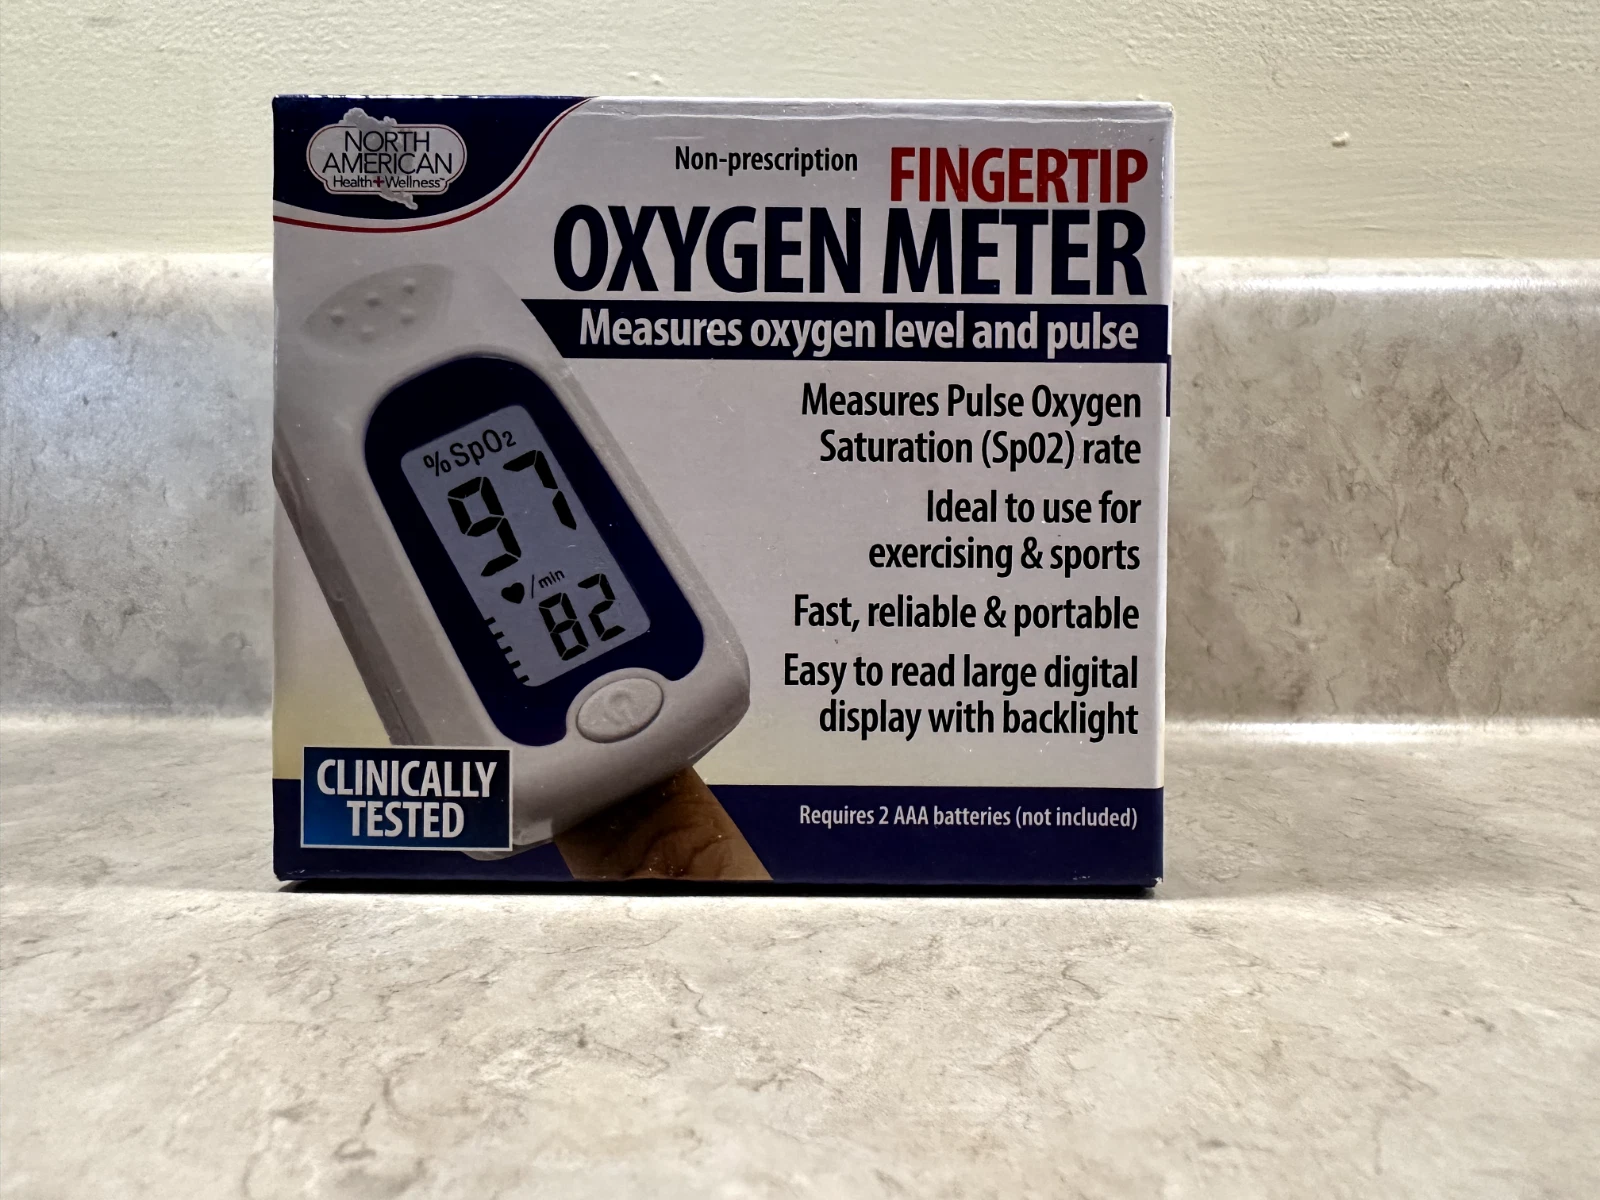 NORTH
AMERICAN
Health+Wellness™
Non-prescription FINGERTIP
OXYGEN METER
Measures oxygen level and pulse
Measures Pulse Oxygen
Saturation (Sp02) rate
Ideal to use for
exercising & sports
Fast, reliable & portable
Easy to read large digital
display with backlight
%SpO₂
97
♥/min
82
CLINICALLY
TESTED
Requires 2 AAA batteries (not included)